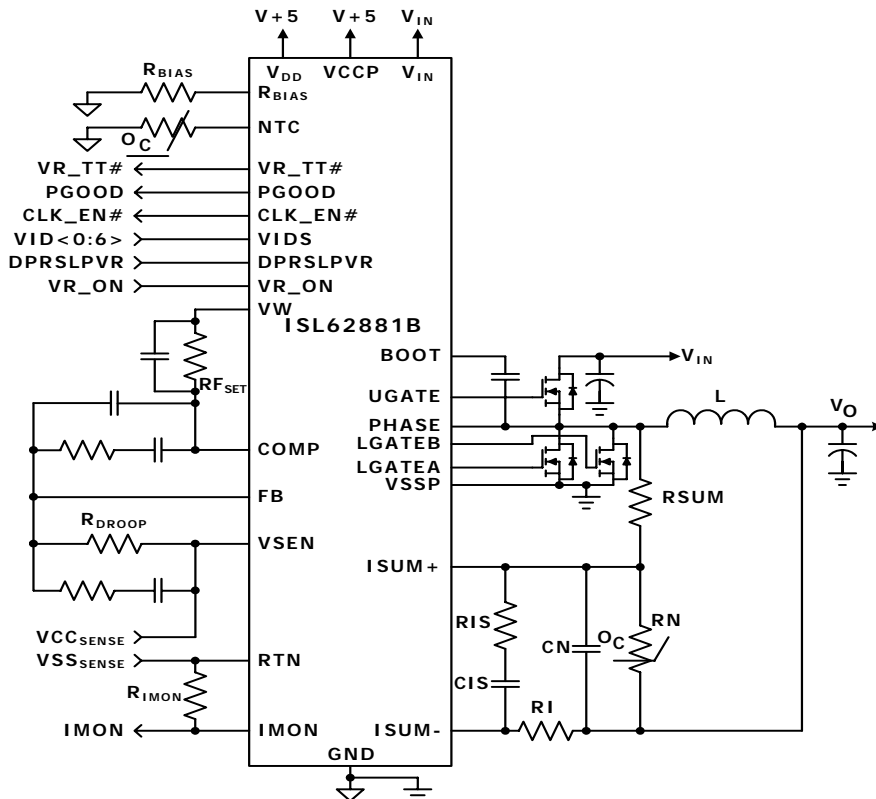 V+5 V+5 VIN
VDD VCCP VIN
RBIAS
RBIAS
NTC
OC
VR_TT# VR_TT#
PGOOD PGOOD
CLK_EN# CLK_EN#
VID<0:6> VIDS
DPRSLPVR DPRSLPVR
VR_ON VR_ON
VW
ISL62881B
BOOT
VIN
RFSET
UGATE
L
VO
PHASE
COMP
LGATEB
LGATEA
VSSP
FB
RSUM
RDROOP
VSEN
ISUM+
RIS
CN
OC
RN
VCCSENSE
VSSSENSE RTN
CIS
RIMON
RI
IMON IMON
ISUM-
GND